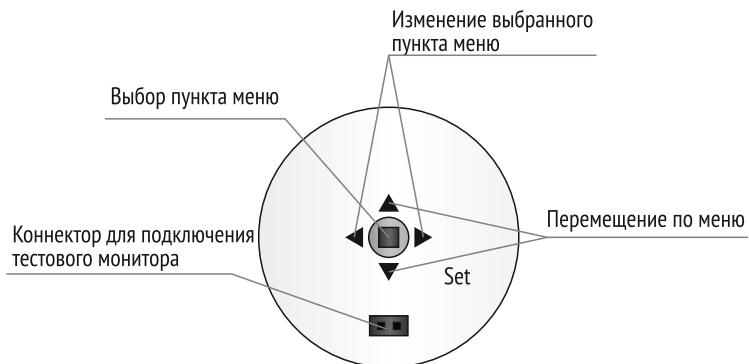 Изменение выбранного
пункта меню
Выбор пункта меню
Перемещение по меню
Коннектор для подключения
тестового монитора
Set